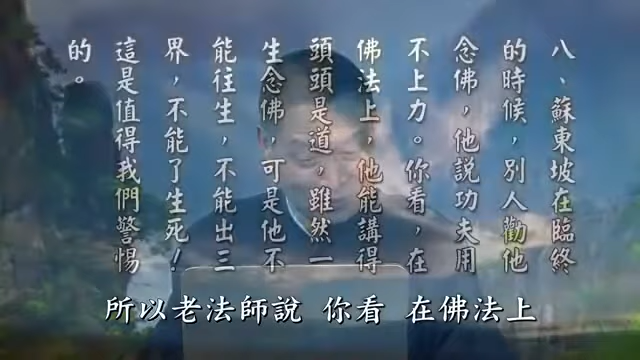 八、蘇東坡在臨終
的時候，別人勸他
念佛，他說功夫用
不上力。你看，在
佛法上，他能講得
頭頭是道，雖然一
生念佛，可是他不
能往生，不能出三
界，不能了生死！
這是值得我們警惕
的。
所以老法師說 你看 在佛法上